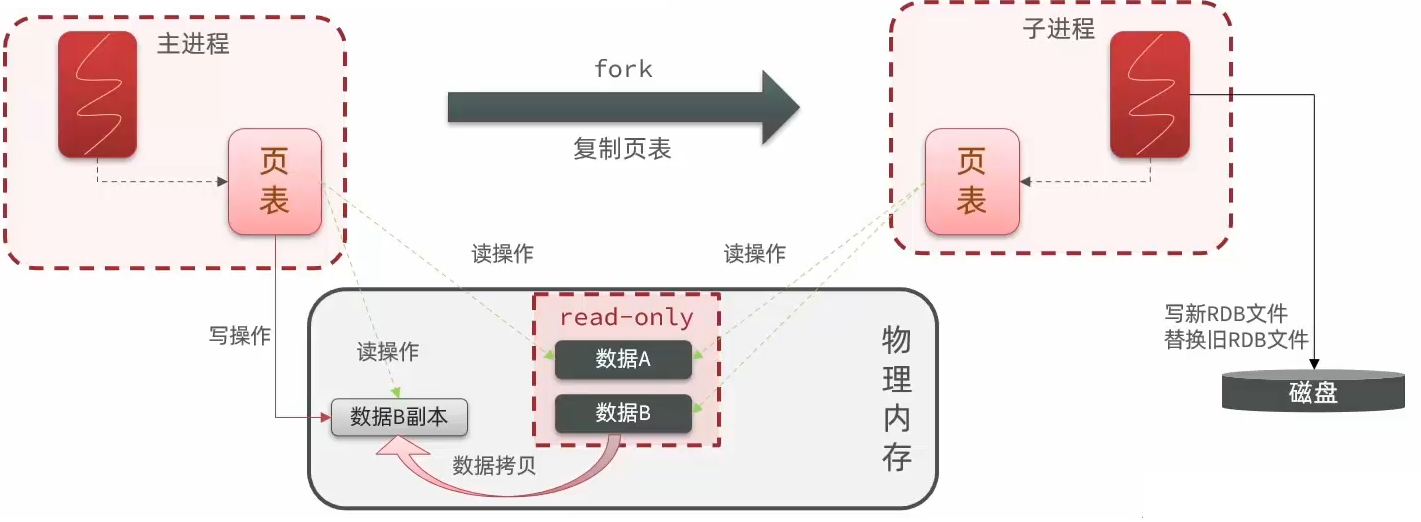 主进程
子进程
fork
复制页表
页
表
页
表
读操作
读操作
写操作
读操作
read-only
数据A
数据B
数据B副本
数据拷贝
物
理
内
存
写新RDB文件
替换旧RDB文件
磁盘